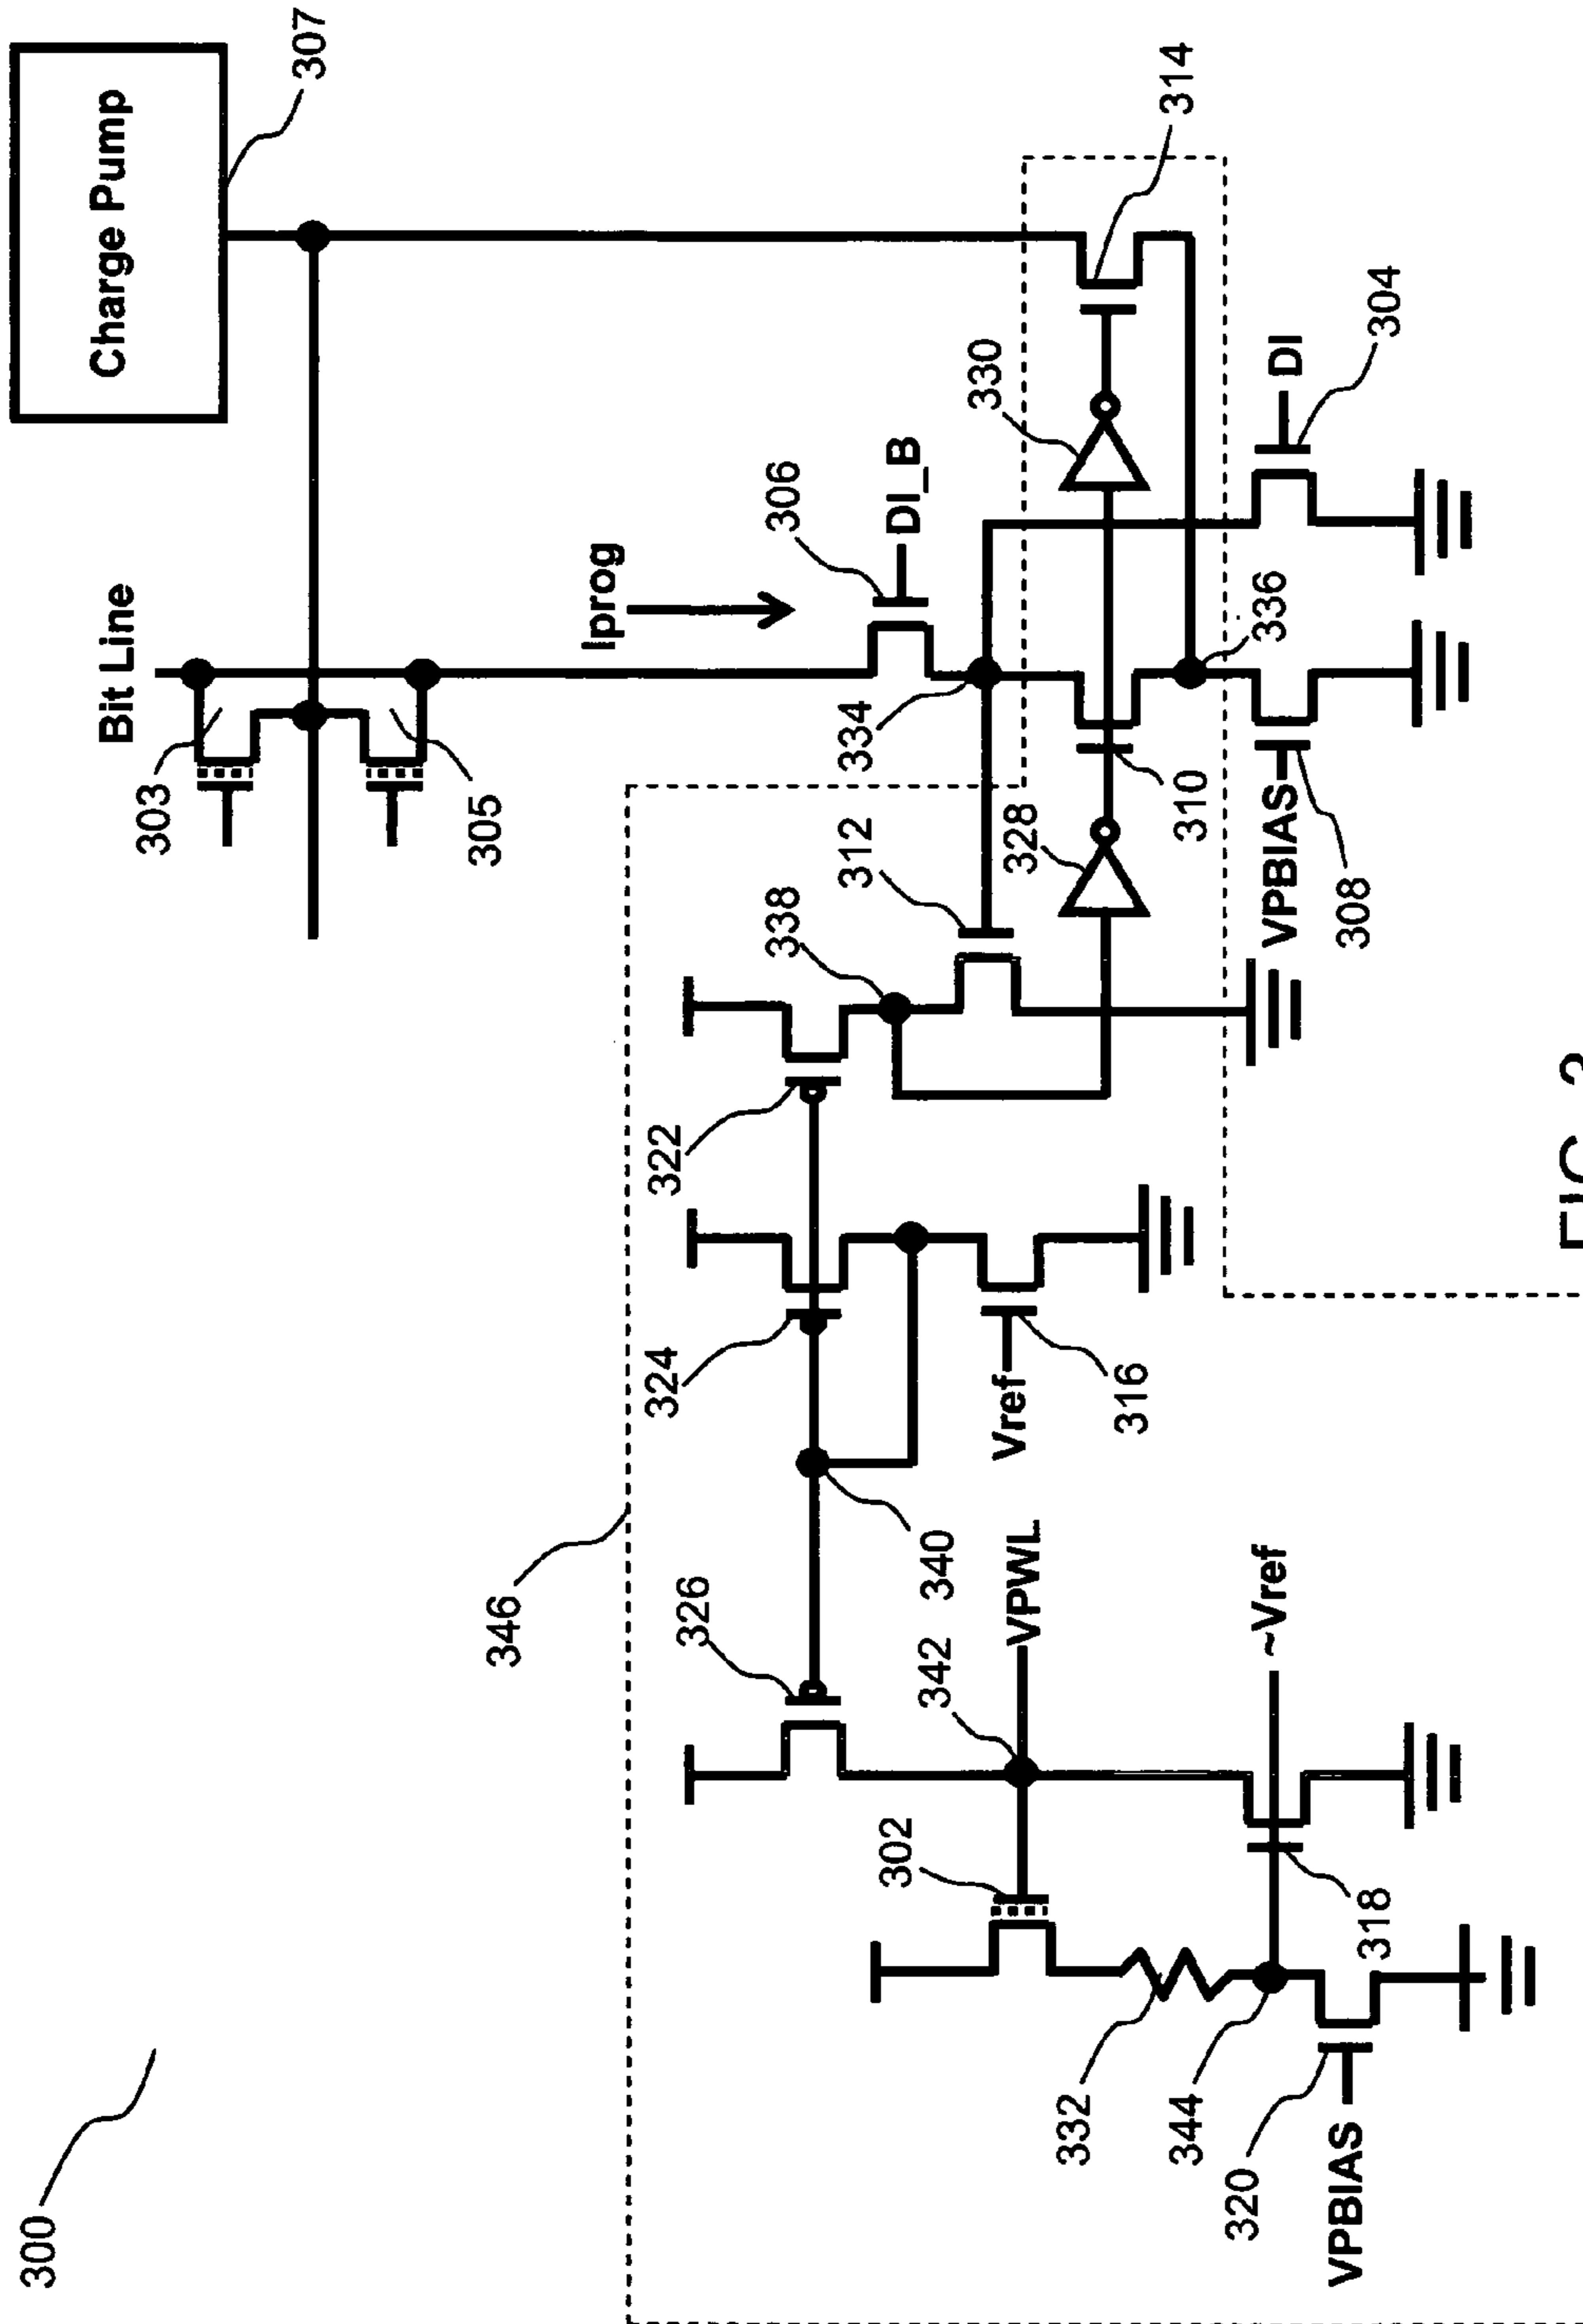 300
346
Charge Pump
307
Bit Line
303
305
Iprog
306
DI_B
334
338
312
328
330
314
310
VPBIAS
308
336
DI
304
322
324
Vref
316
340
326
342
VPWL
~Vref
302
318
332
344
320
VPBIAS